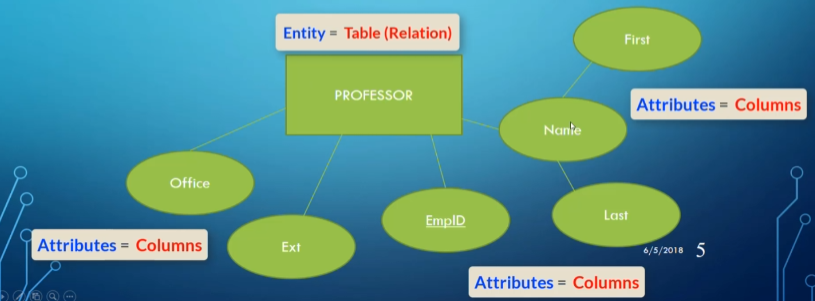 Entity = Table (Relation)
First
PROFESSOR
Attributes = Columns
Name
Office
EmpID
Last
Attributes = Columns
Ext
6/5/2018 5
Attributes = Columns